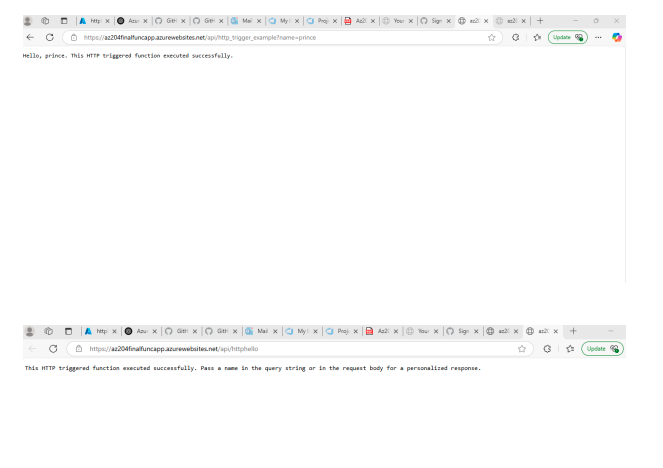 http Azu Gith Gith Mai My Proj Az2 Your Sign az2 az2
https://az204finalfuncapp.azurewebsites.net/api/http_trigger_example?name=prince Update
Hello, prince. This HTTP triggered function executed successfully.
http Azu Gith Gith Mai My Proj Az2 Your Sign az2 az2
https://az204finalfuncapp.azurewebsites.net/api/httphello Update
This HTTP triggered function executed successfully. Pass a name in the query string or in the request body for a personalized response.